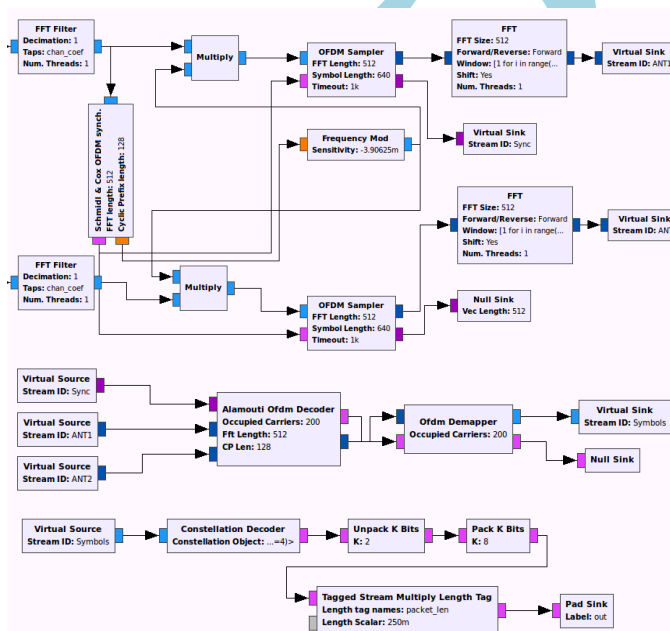 FFT Filter
Decimation: 1
Taps: chan_coef
Num. Threads: 1
Multiply
OFDM Sampler
FFT Length: 512
Symbol Length: 640
Timeout: 1k
FFT
FFT Size: 512
Forward/Reverse: Forward
Window: [1 for i in range(...
Shift: Yes
Num. Threads: 1
Virtual Sink
Stream ID: ANT1
Schmidl & Cox OFDM synch.
FFT length: 512
Cyclic Prefix length: 128
Frequency Mod
Sensitivity: -3.90625m
Virtual Sink
Stream ID: Sync
FFT
FFT Size: 512
Forward/Reverse: Forward
Window: [1 for i in range(...
Shift: Yes
Num. Threads: 1
Virtual Sink
Stream ID: ANT
FFT Filter
Decimation: 1
Taps: chan_coef
Num. Threads: 1
Multiply
OFDM Sampler
FFT Length: 512
Symbol Length: 640
Timeout: 1k
Null Sink
Vec Length: 512
Virtual Source
Stream ID: Sync
Virtual Source
Stream ID: ANT1
Virtual Source
Stream ID: ANT2
Alamouti Ofdm Decoder
Occupied Carriers: 200
Fft Length: 512
CP Len: 128
Ofdm Demapper
Occupied Carriers: 200
Virtual Sink
Stream ID: Symbols
Null Sink
Virtual Source
Stream ID: Symbols
Constellation Decoder
Constellation Object: ...=4)>
Unpack K Bits
K: 2
Pack K Bits
K: 8
Tagged Stream Multiply Length Tag
Length tag names: packet_len
Length Scalar: 250m
Pad Sink
Label: out